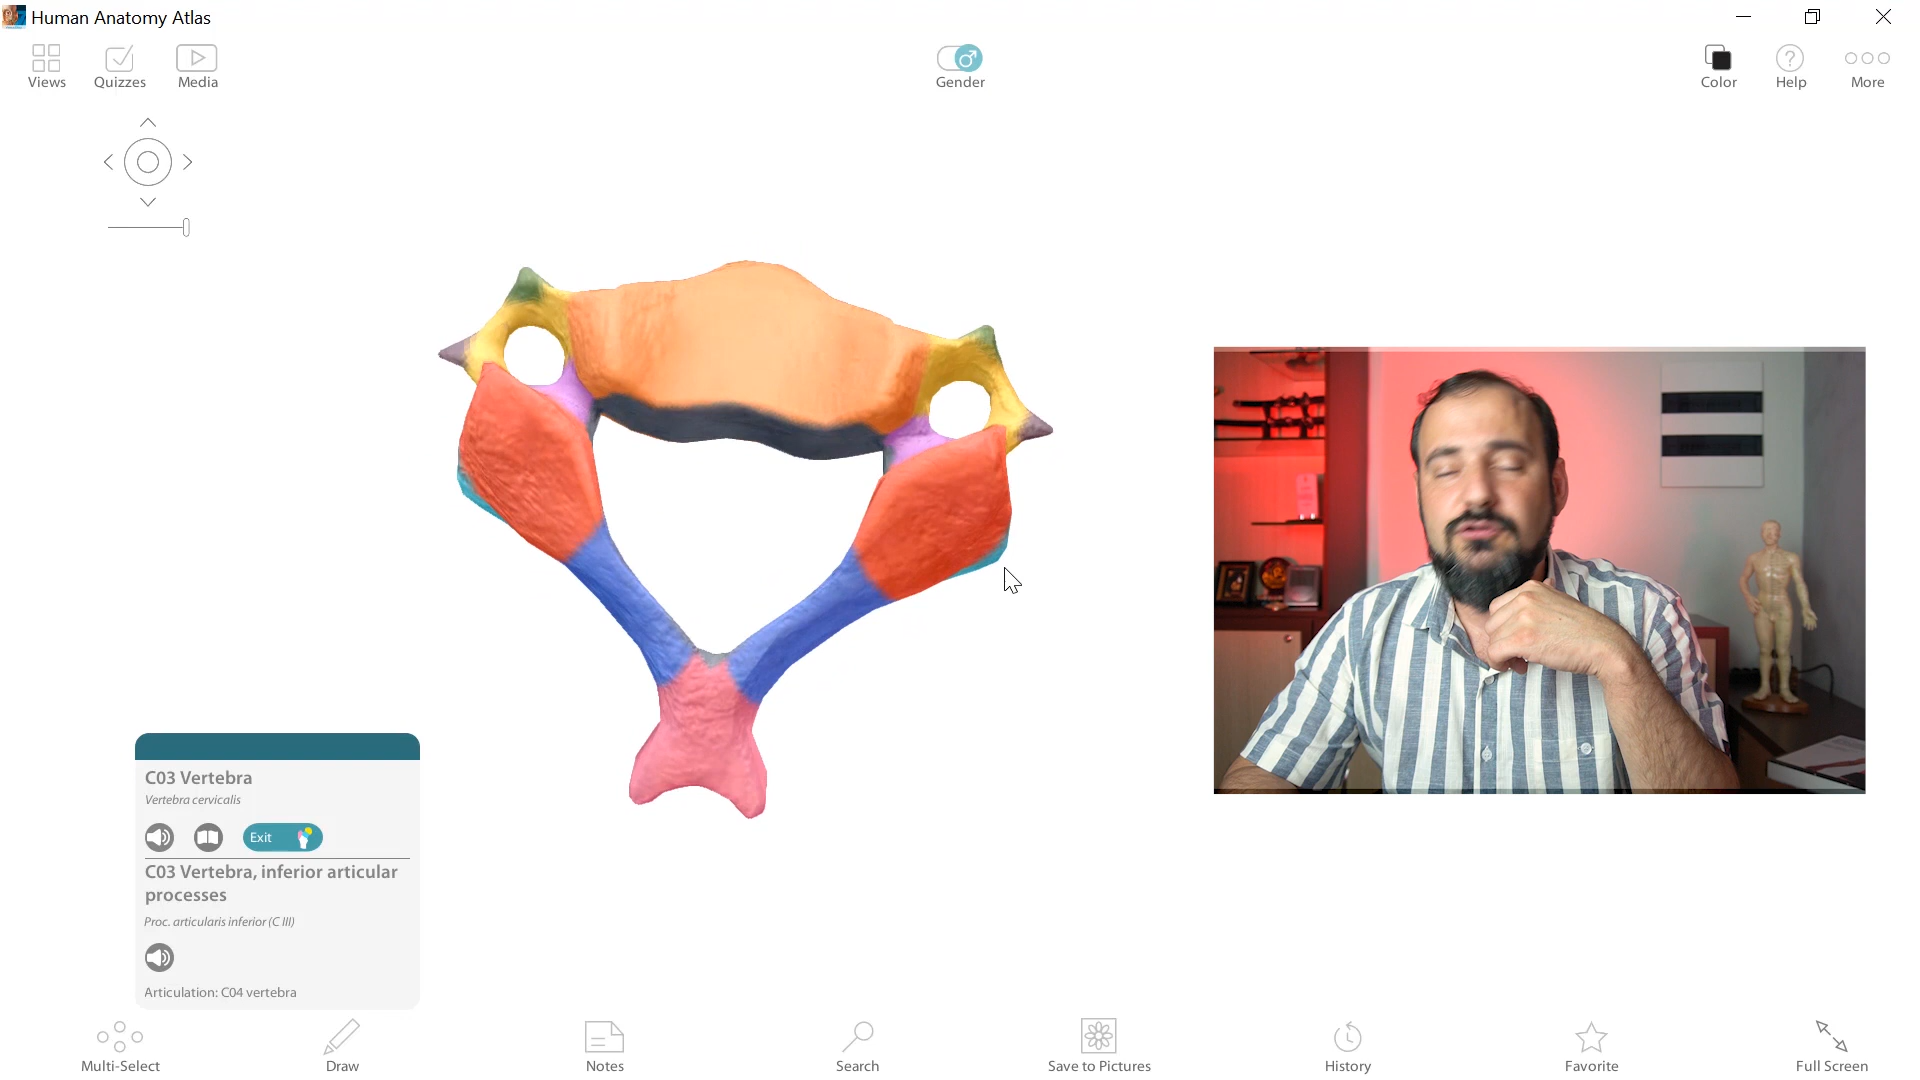 Human Anatomy Atlas
Views
Quizzes
Media
Gender
Color
Help
More
C03 Vertebra
Vertebra cervicalis
Exit
C03 Vertebra, inferior articular
processes
Proc. articularis inferior (C III)
Articulation: C04 vertebra
Multi-Select
Draw
Notes
Search
Save to Pictures
History
Favorite
Full Screen